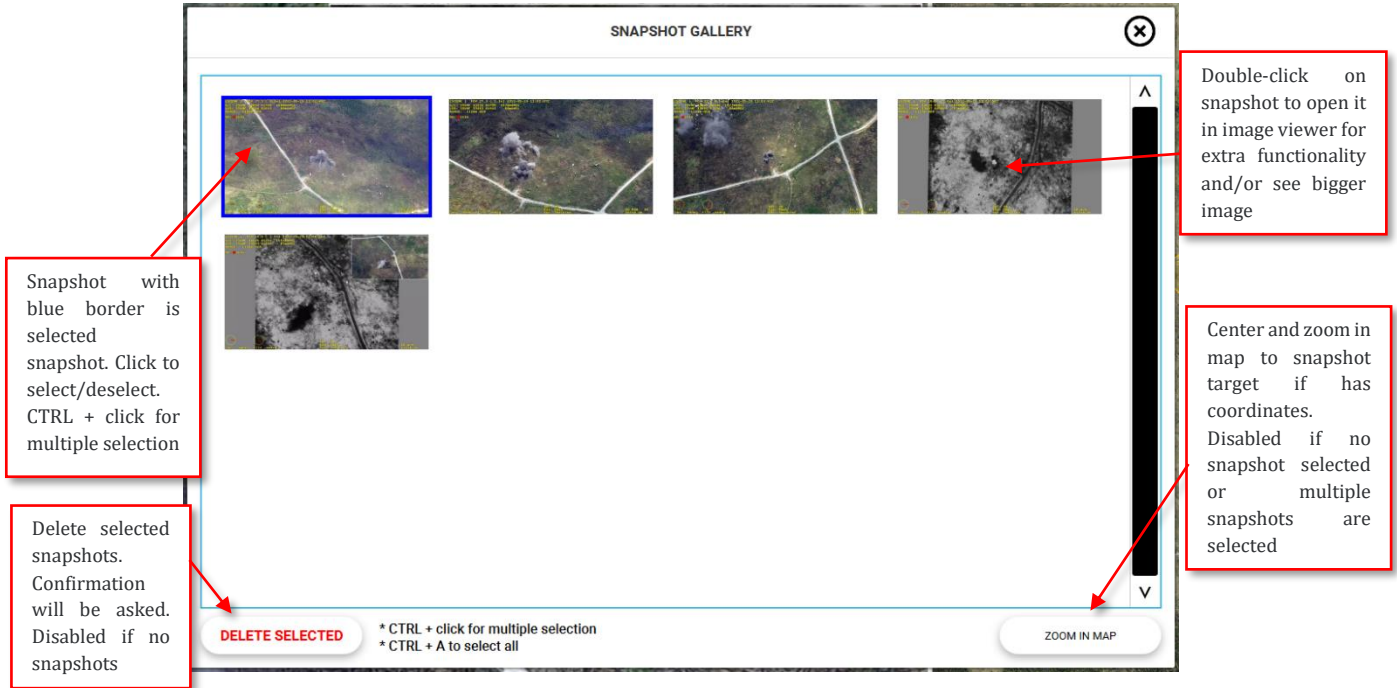 SNAPSHOT GALLERY
Double-click on
snapshot to open it
in image viewer for
extra functionality
and/or see bigger
image
Snapshot with
blue border is
selected
snapshot. Click to
select/deselect.
CTRL + click for
multiple selection
Center and zoom in
map to snapshot
target if has
coordinates.
Disabled if no
snapshot selected
or multiple
snapshots are
selected
Delete selected
snapshots.
Confirmation
will be asked.
Disabled if no
snapshots
DELETE SELECTED
* CTRL + click for multiple selection
* CTRL + A to select all
ZOOM IN MAP